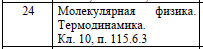 24 Молекулярная физика.
Термодинамика.
Кл. 10, п. 115.6.3